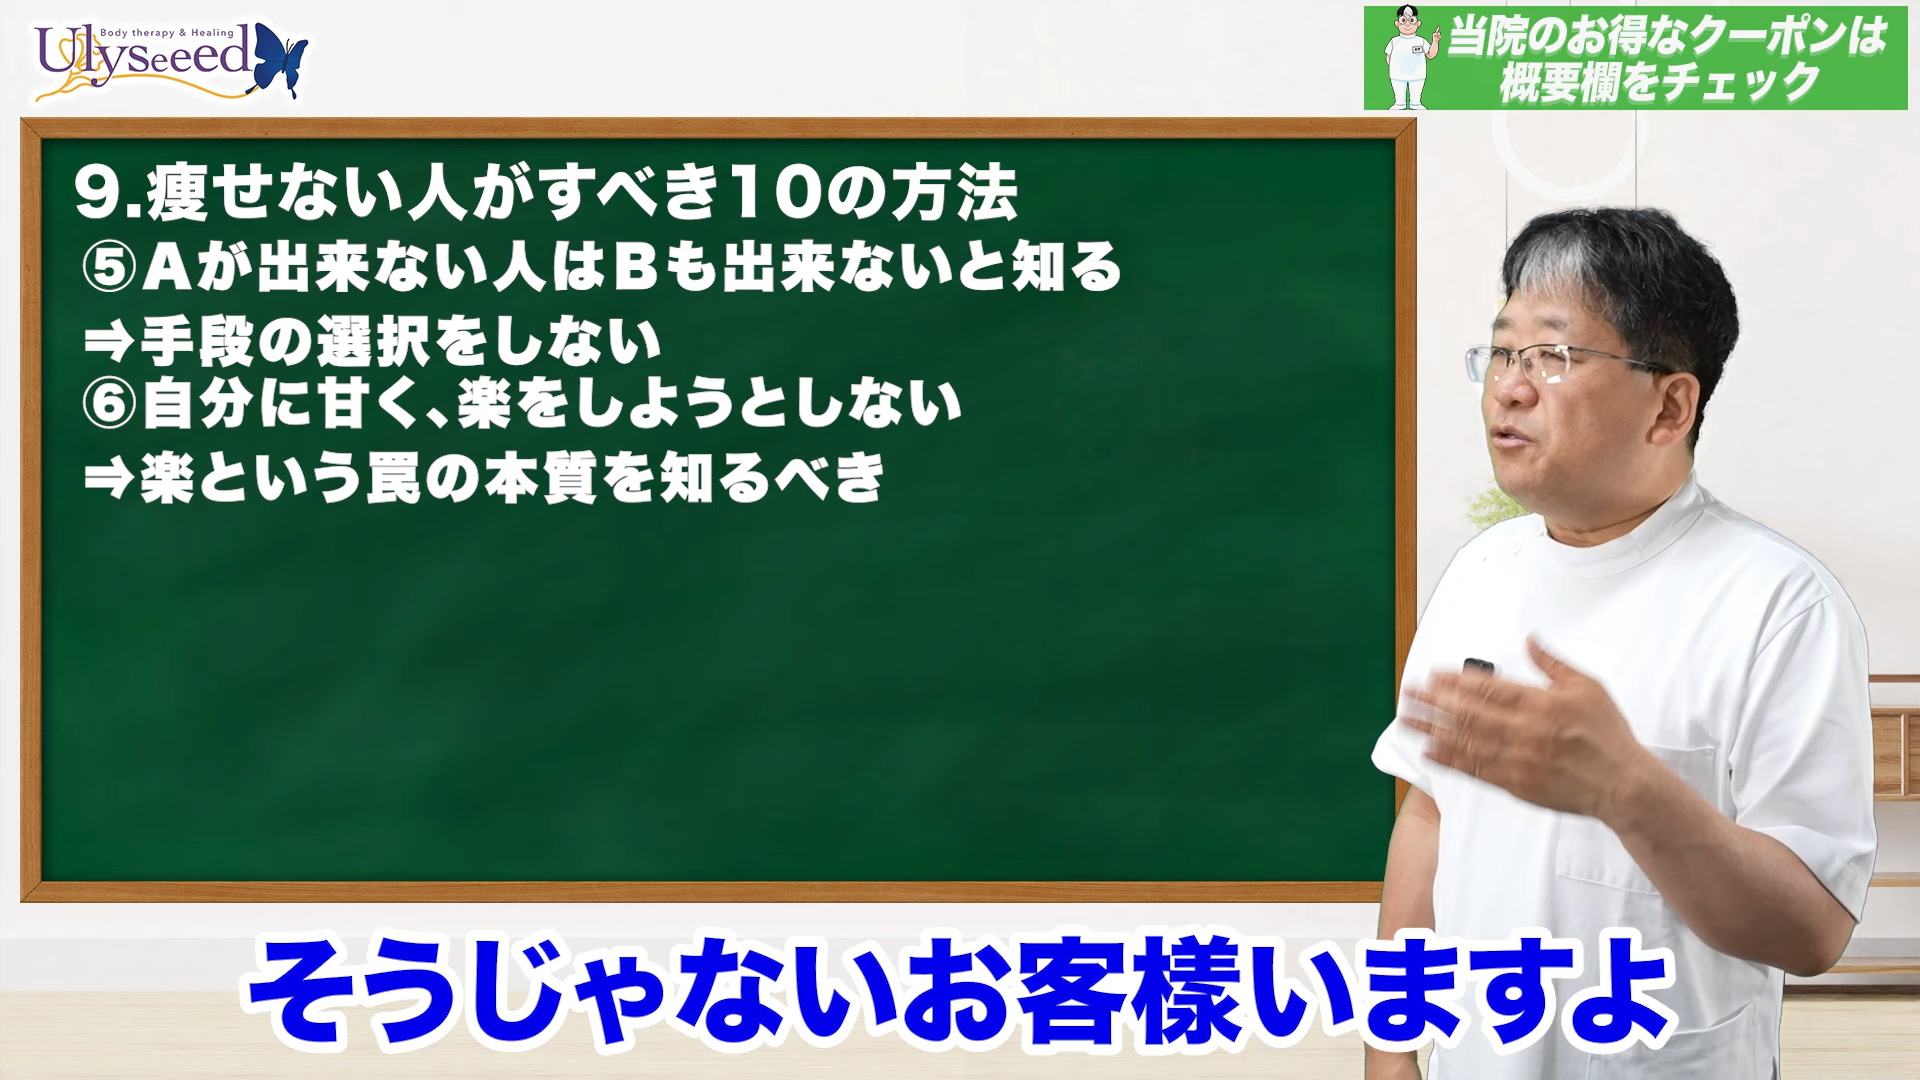 Body therapy & Healing
Ulyseeed
当院のお得なクーポンは
概要欄をチェック
9.痩せない人がすべき10の方法
⑤Aが出来ない人はBも出来ないと知る
⇒手段の選択をしない
⑥自分に甘く、楽をしようとしない
⇒楽という罠の本質を知るべき
そうじゃないお客様いますよ